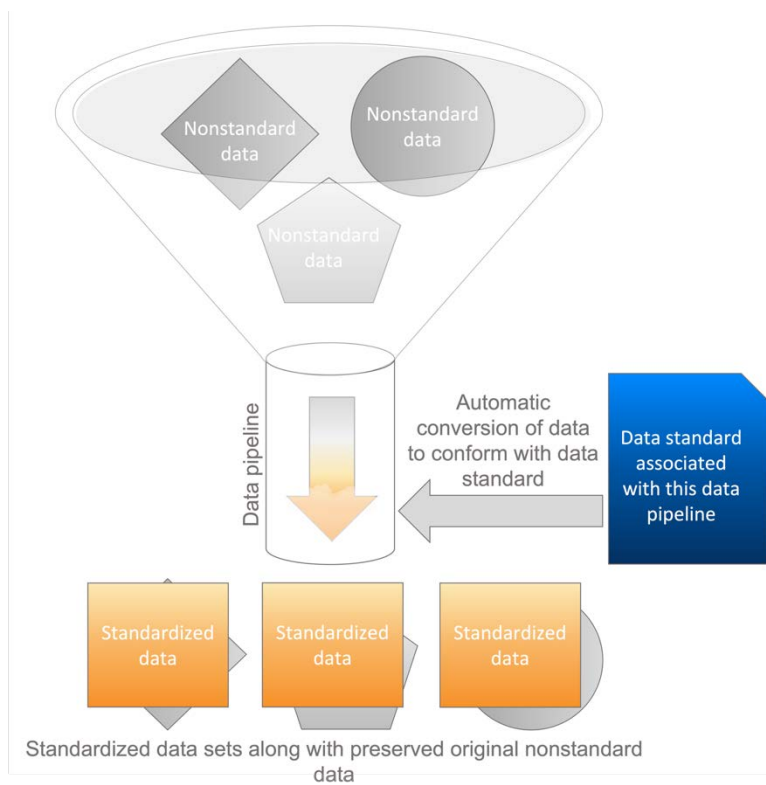 Nonstandard
data
Nonstandard
data
Nonstandard
data
Data pipeline
Automatic
conversion of data
to conform with data
standard
Data standard
associated
with this data
pipeline
Standardized
data
Standardized
data
Standardized
data
Standardized data sets along with preserved original nonstandard
data